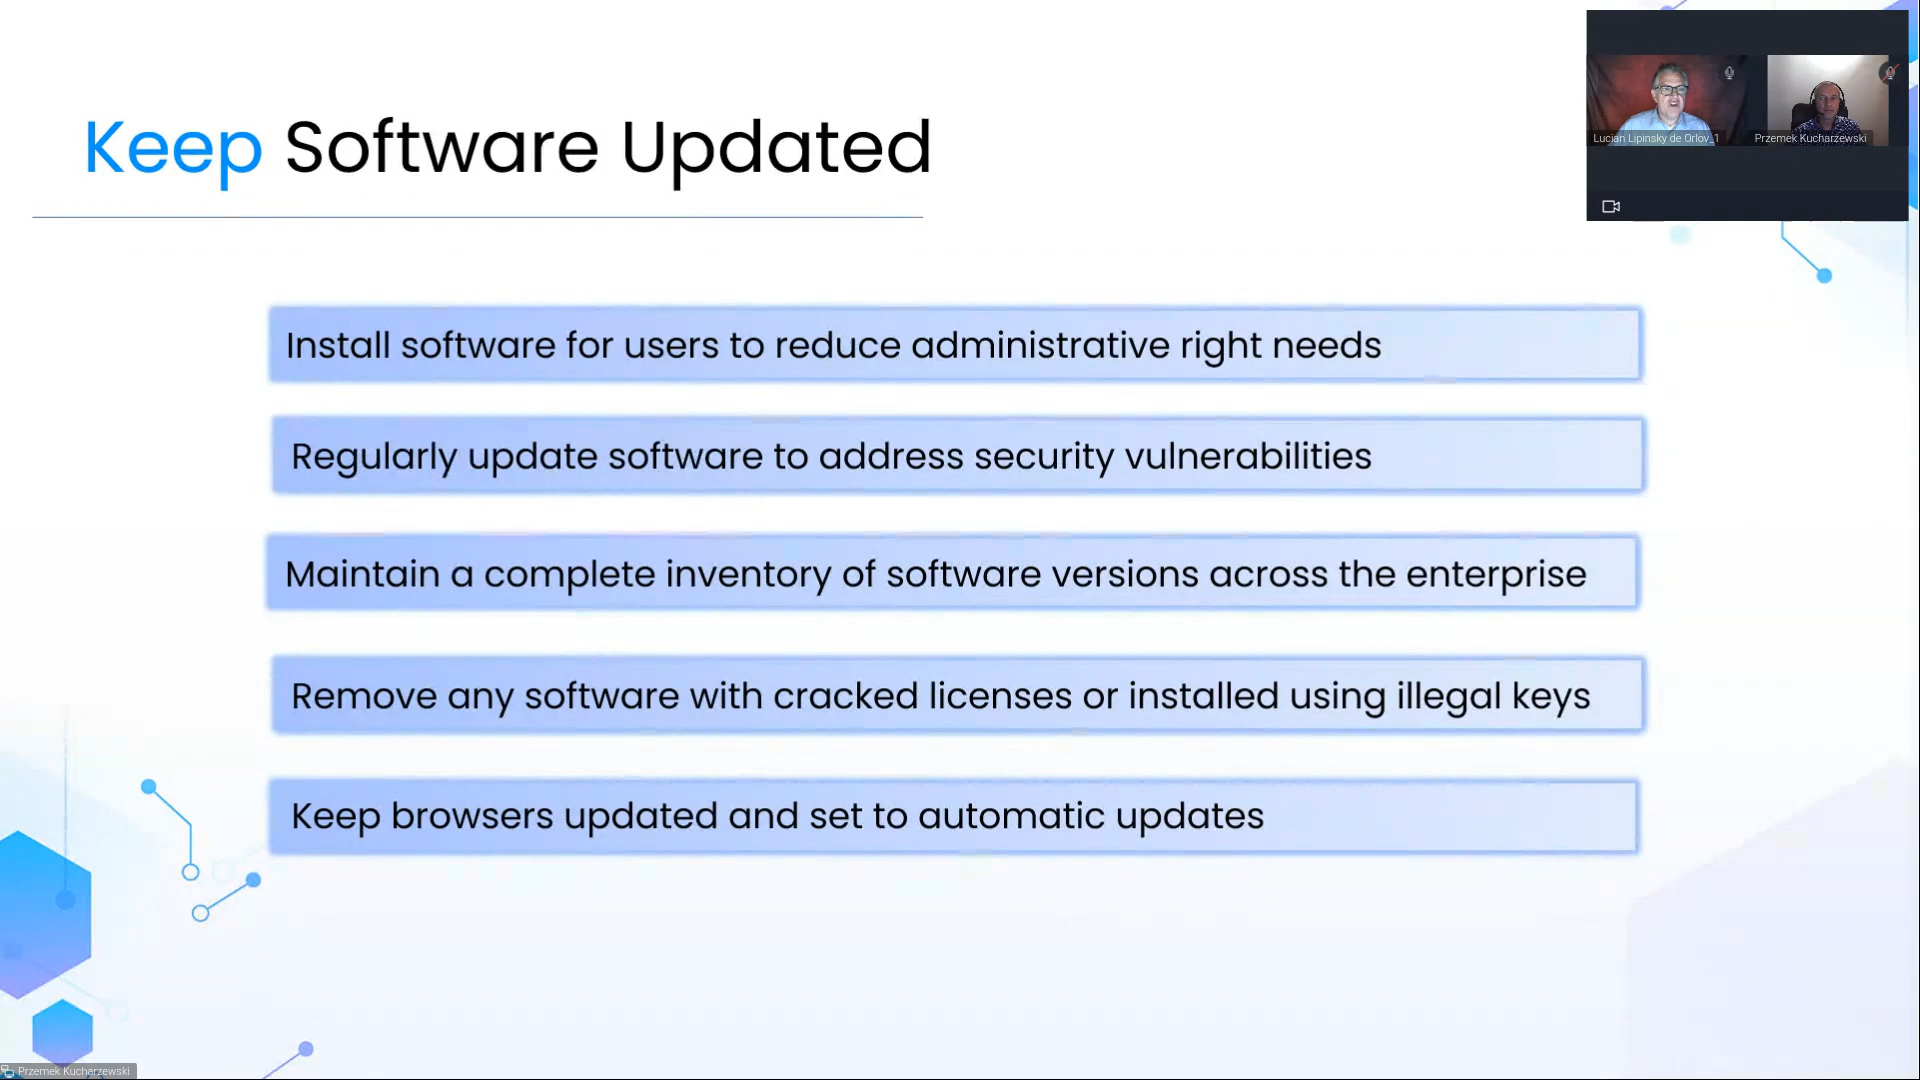 Keep Software Updated
Lucian Lipinsky de Orlov_1
Przemek Kucharzewski
Install software for users to reduce administrative right needs
Regularly update software to address security vulnerabilities
Maintain a complete inventory of software versions across the enterprise
Remove any software with cracked licenses or installed using illegal keys
Keep browsers updated and set to automatic updates
Przemek Kucharzewski